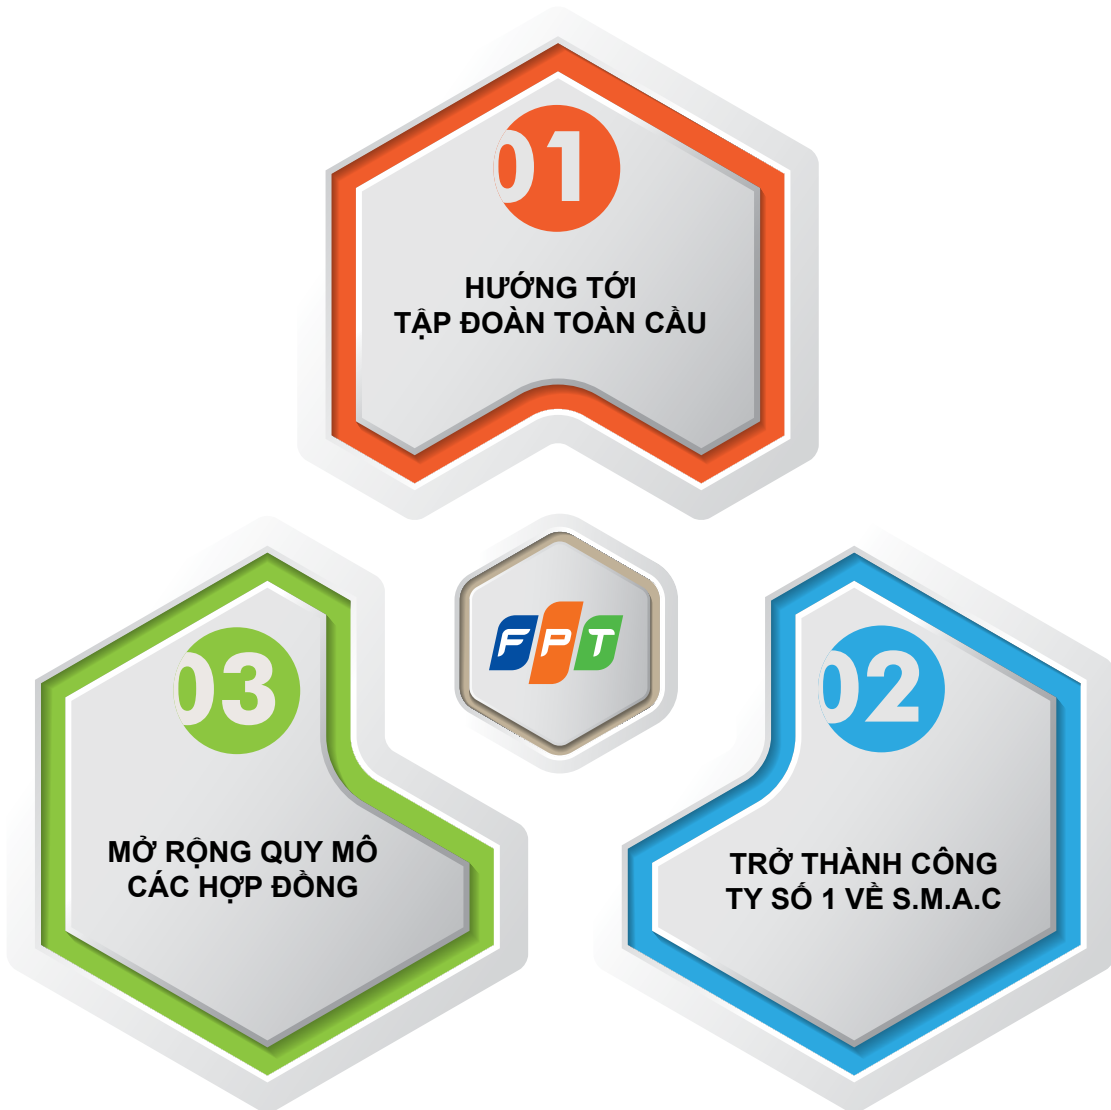 01
HƯỚNG TỚI
TẬP ĐOÀN TOÀN CẦU
FPT
03
MỞ RỘNG QUY MÔ
CÁC HỢP ĐỒNG
02
TRỞ THÀNH CÔNG
TY SỐ 1 VỀ S.M.A.C